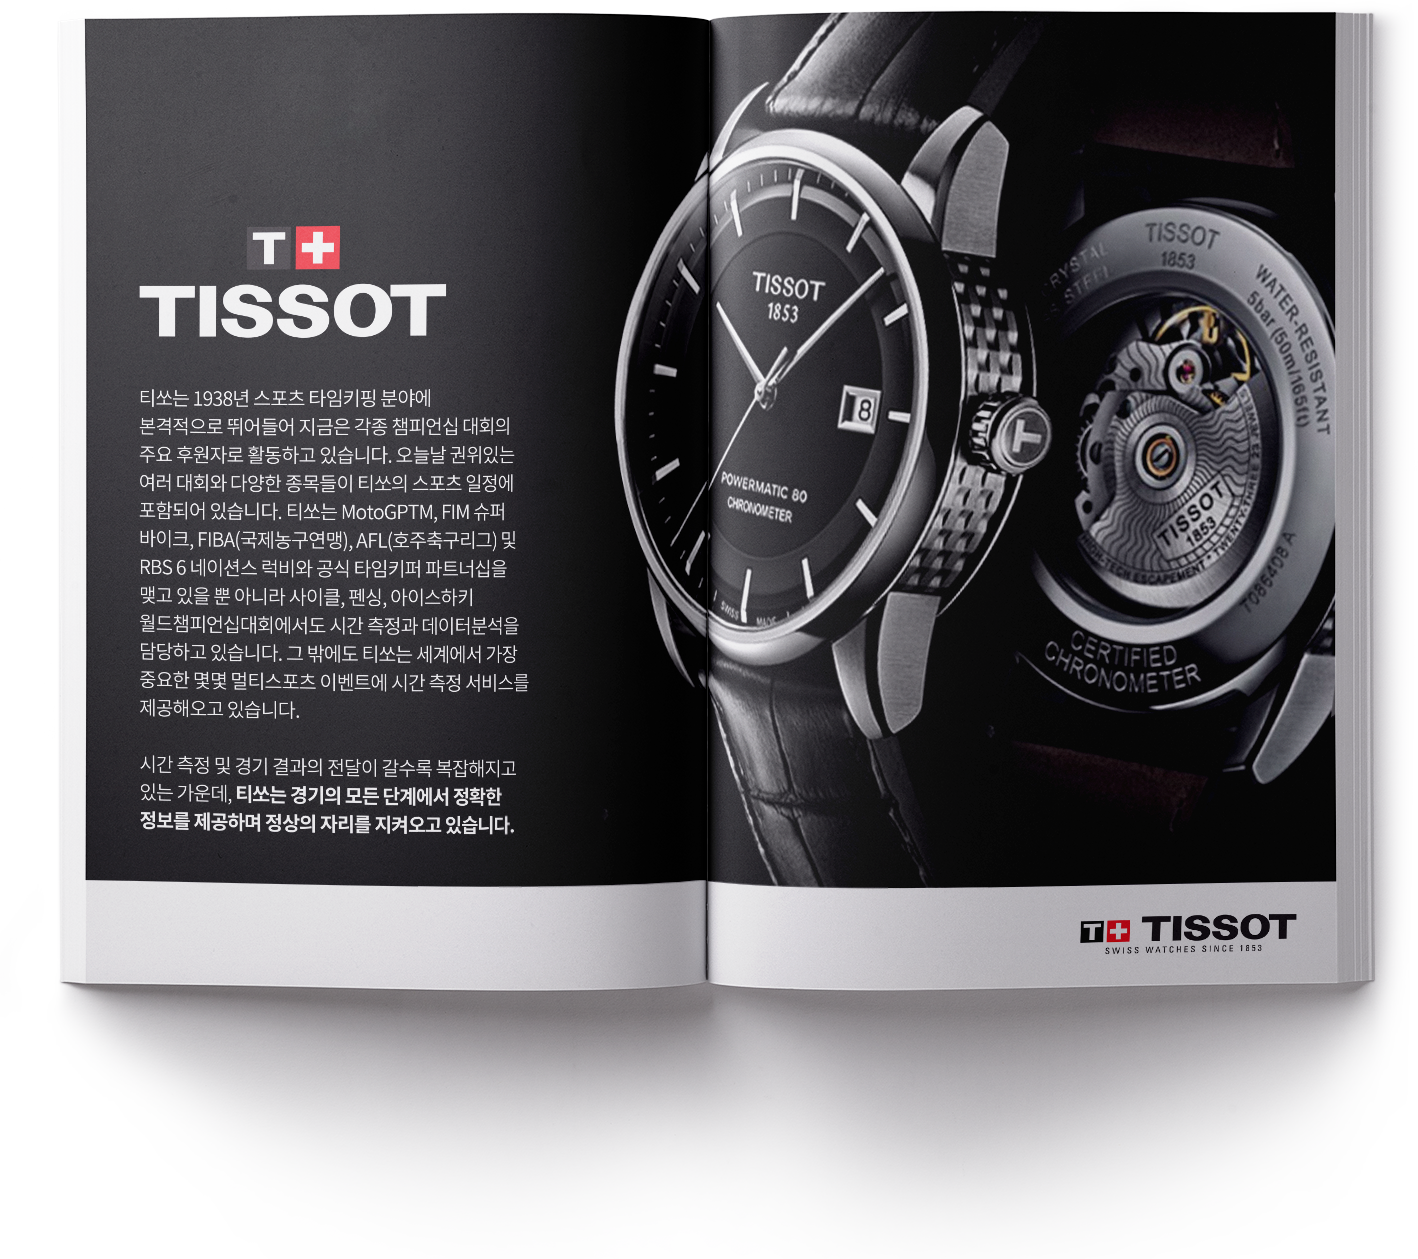 T
TISSOT
티쏘는 1938년 스포츠 타임키핑 분야에
본격적으로 뛰어들어 지금은 각종 챔피언십 대회의
주요 후원자로 활동하고 있습니다. 오늘날 권위있는
여러 대회와 다양한 종목들이 티쏘의 스포츠 일정에
포함되어 있습니다. 티쏘는 MotoGPTM, FIM 슈퍼
바이크, FIBA(국제농구연맹), AFL(호주축구리그) 및
RBS 6 네이션스 럭비와 공식 타임키퍼 파트너십을
맺고 있을 뿐 아니라 사이클, 펜싱, 아이스하키
월드챔피언십대회에서도 시간 측정과 데이터분석을
담당하고 있습니다. 그 밖에도 티쏘는 세계에서 가장
중요한 몇몇 멀티스포츠 이벤트에 시간 측정 서비스를
제공해오고 있습니다.
시간 측정 및 경기 결과의 전달이 갈수록 복잡해지고
있는 가운데, 티쏘는 경기의 모든 단계에서 정확한
정보를 제공하며 정상의 자리를 지켜오고 있습니다.
TISSOT
1853
8
POWERMATIC 80
CHRONOMETER
SWISS MADE
T
TISSOT
1853
CRYSTAL
STEEL
WATER-RESISTANT
5bar (50m/165ft)
TISSOT
1853
ESCAPEMENT * TWENTY-THREE
CERTIFIED
CHRONOMETER
T TISSOT
SWISS WATCHES SINCE 1853